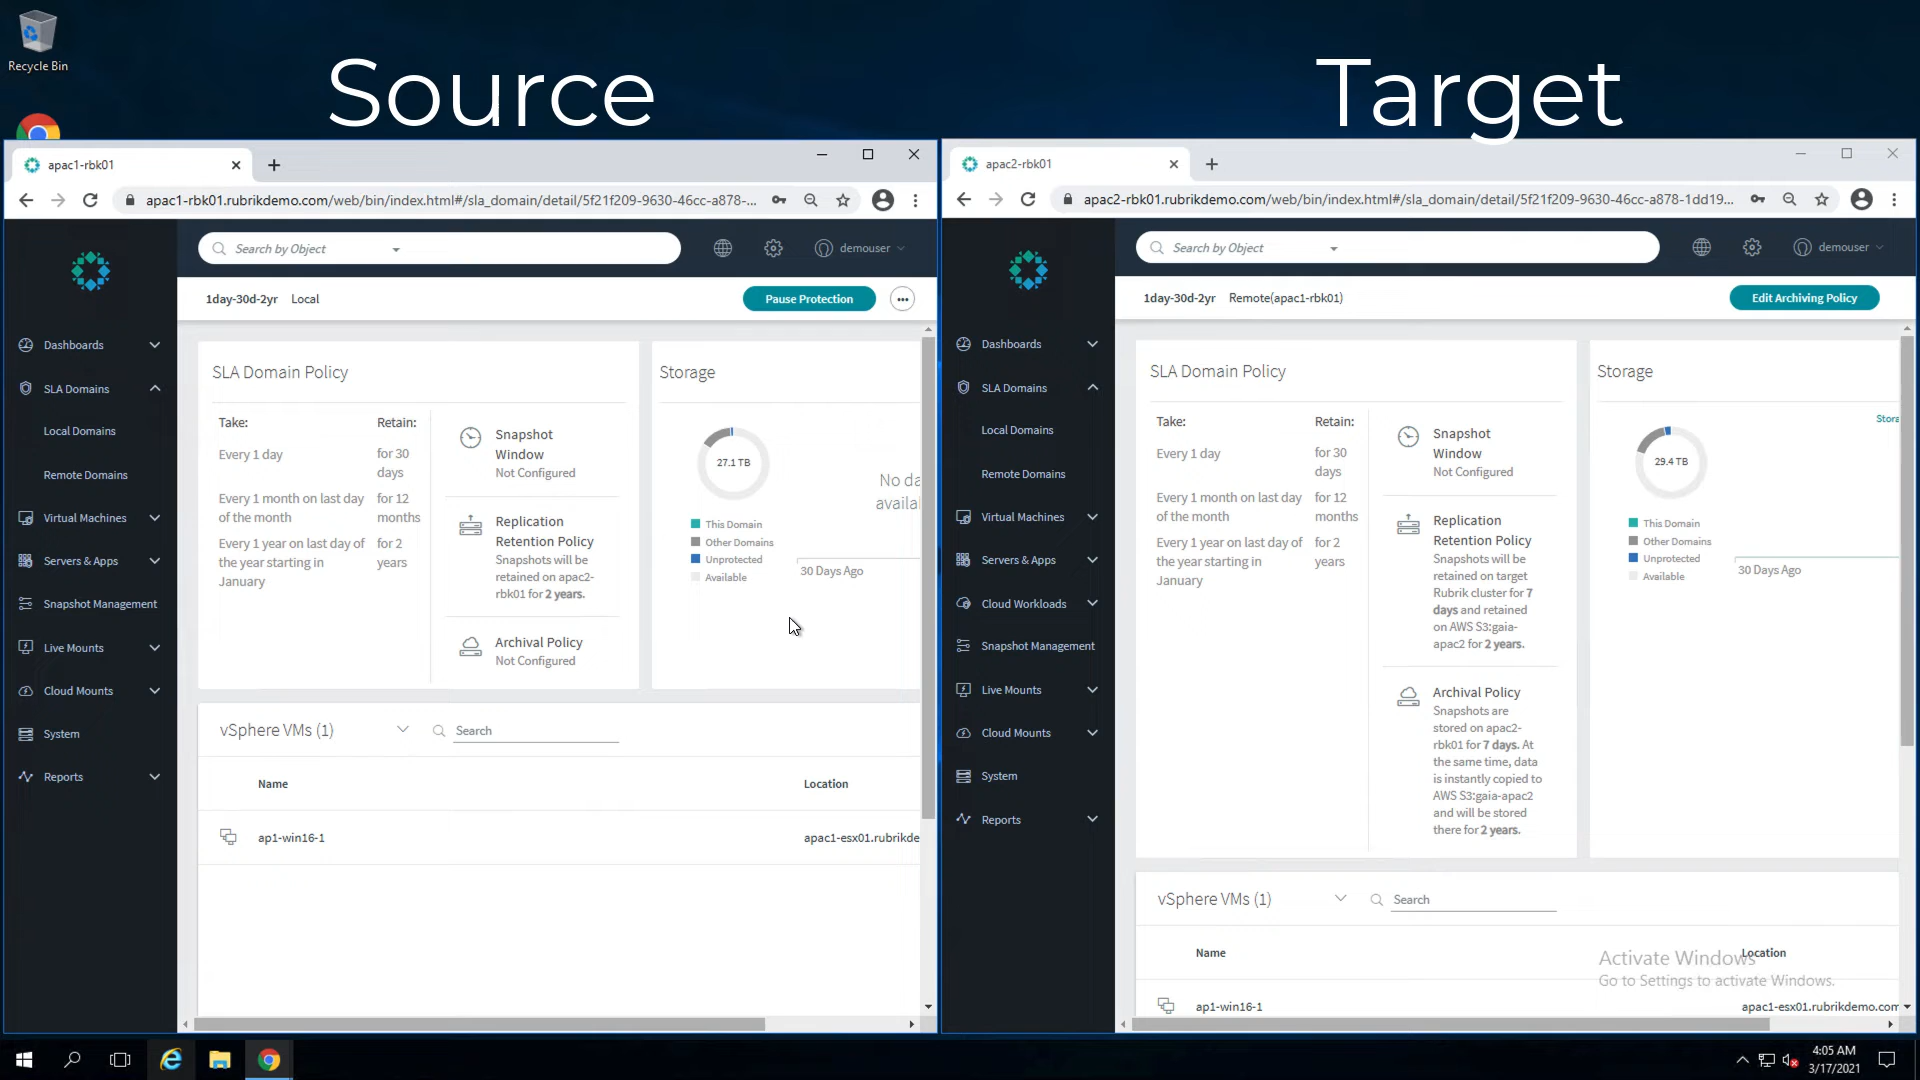 Recycle Bin
Source
Target
apac1-rbk01
apac1-rbk01.rubrikdemo.com/web/bin/index.html#/sla_domain/detail/5f21f209-9630-46cc-a878-...
Search by Object
demouser
1day-30d-2yr Local
Pause Protection
Dashboards
SLA Domains
Local Domains
Remote Domains
Virtual Machines
Servers & Apps
Snapshot Management
Live Mounts
Cloud Mounts
System
Reports
SLA Domain Policy
Take:
Retain:
Every 1 day
for 30
days
Every 1 month on last day
of the month
for 12
months
Every 1 year on last day of
the year starting in
January
for 2
years
Snapshot
Window
Not Configured
Replication
Retention Policy
Snapshots will be
retained on apac2-
rbk01 for 2 years.
Archival Policy
Not Configured
Storage
27.1 TB
This Domain
Other Domains
Unprotected
Available
No da
availal
30 Days Ago
vSphere VMs (1)
Search
Name
Location
ap1-win16-1
apac1-esx01.rubrikde
apac2-rbk01
apac2-rbk01.rubrikdemo.com/web/bin/index.html#/sla_domain/detail/5f21f209-9630-46cc-a878-1dd19...
Search by Object
demouser
1day-30d-2yr Remote(apac1-rbk01)
Edit Archiving Policy
Dashboards
SLA Domains
Local Domains
Remote Domains
Virtual Machines
Servers & Apps
Cloud Workloads
Snapshot Management
Live Mounts
Cloud Mounts
System
Reports
SLA Domain Policy
Take:
Retain:
Every 1 day
for 30
days
Every 1 month on last day
of the month
for 12
months
Every 1 year on last day of
the year starting in
January
for 2
years
Snapshot
Window
Not Configured
Replication
Retention Policy
Snapshots will be
retained on target
Rubrik cluster for 7
days and retained
on AWS S3:gaia-
apac2 for 2 years.
Archival Policy
Snapshots are
stored on apac2-
rbk01 for 7 days. At
the same time, data
is instantly copied to
AWS S3:gaia-apac2
and will be stored
there for 2 years.
Storage
Stora
29.4 TB
This Domain
Other Domains
Unprotected
Available
30 Days Ago
vSphere VMs (1)
Search
Name
Location
ap1-win16-1
apac1-esx01.rubrikdemo.com
Activate Windows
Go to Settings to activate Windows.
4:05 AM
3/17/2021